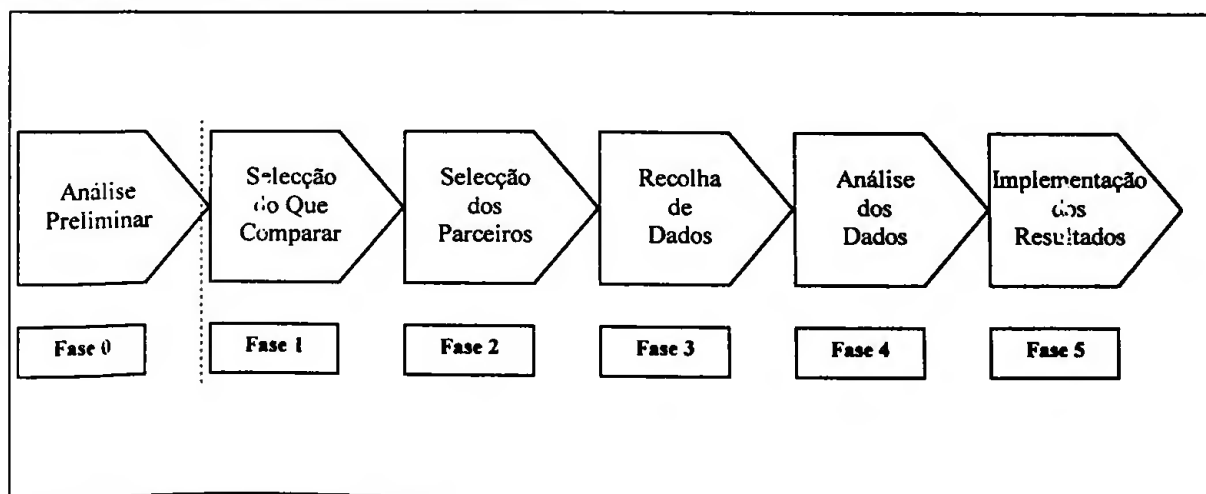 Análise
Preliminar
Selecção
do Que
Comparar
Selecção
dos
Parceiros
Recolha
de
Dados
Análise
dos
Dados
Implementação
dos
Resultados
Fase 0
Fase 1
Fase 2
Fase 3
Fase 4
Fase 5